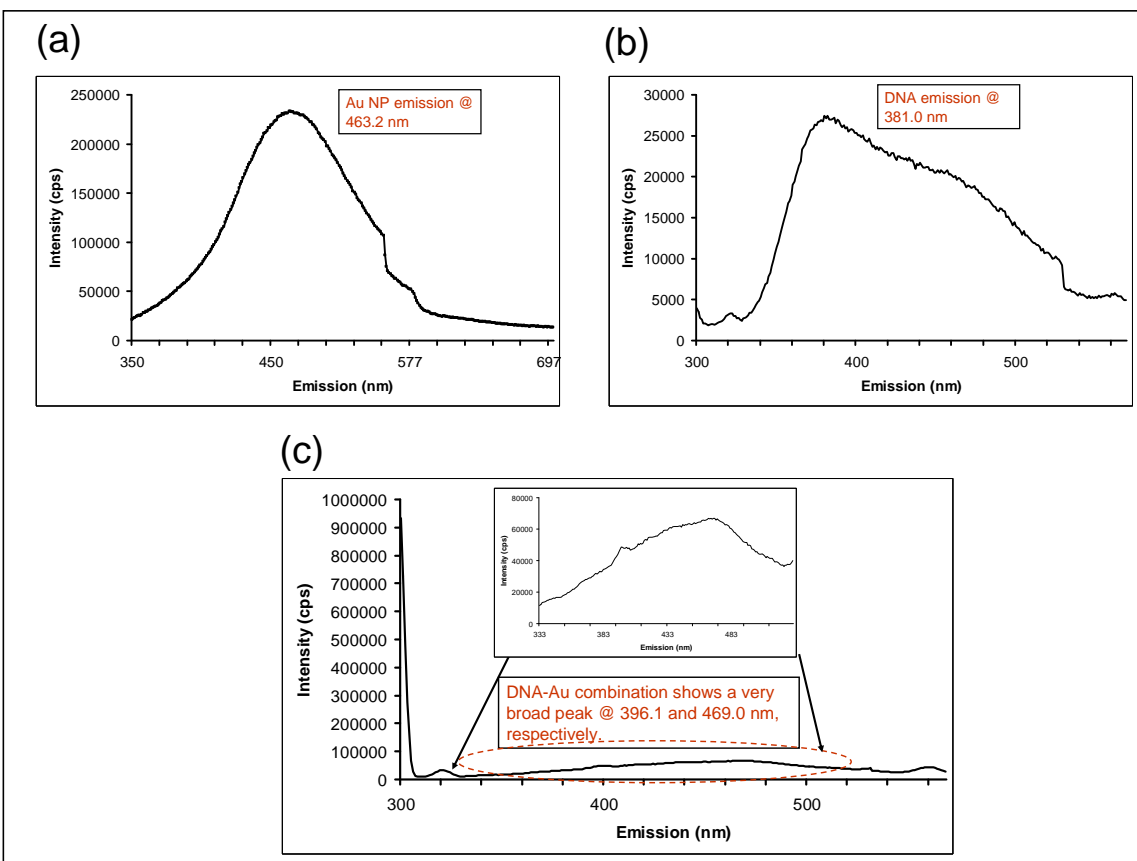 (a)
250000
200000
150000
100000
50000
0
Intensity (cps)
Au NP emission @
463.2 nm
350
450
577
697
Emission (nm)
(b)
30000
25000
20000
15000
10000
5000
0
Intensity (cps)
DNA emission @
381.0 nm
300
400
500
Emission (nm)
(c)
1000000
900000
800000
700000
600000
500000
400000
300000
200000
100000
0
Intensity (cps)
80000
60000
40000
20000
0
Intensity (cps)
333
383
433
483
Emission (nm)
DNA-Au combination shows a very
broad peak @ 396.1 and 469.0 nm,
respectively.
300
400
500
Emission (nm)